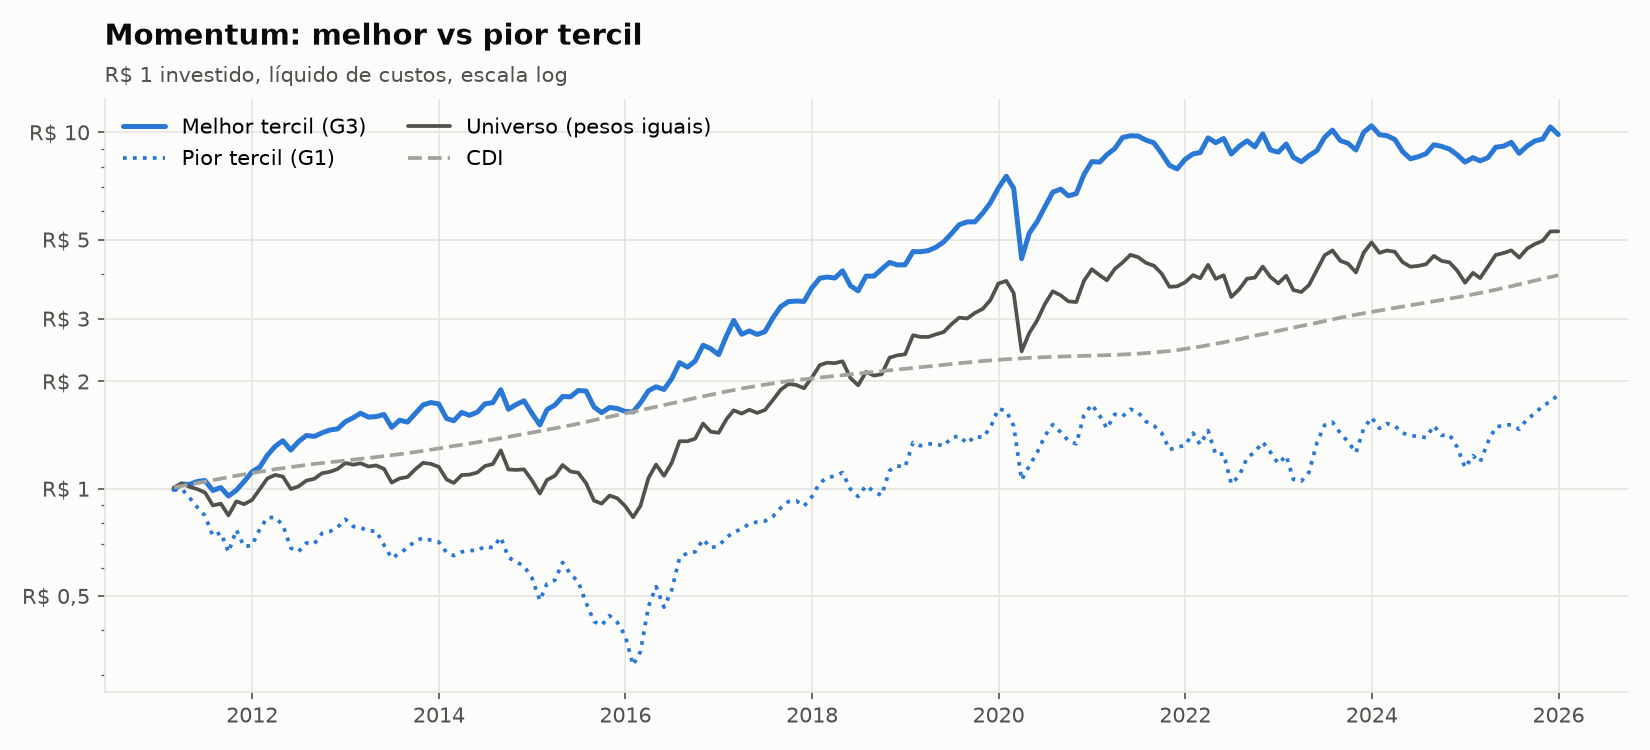 Momentum: melhor vs pior tercil
R$ 1 investido, líquido de custos, escala log
Melhor tercil (G3)
Pior tercil (G1)
Universo (pesos iguais)
CDI
R$ 10
R$ 5
R$ 3
R$ 2
R$ 1
R$ 0,5
2012 2014 2016 2018 2020 2022 2024 2026